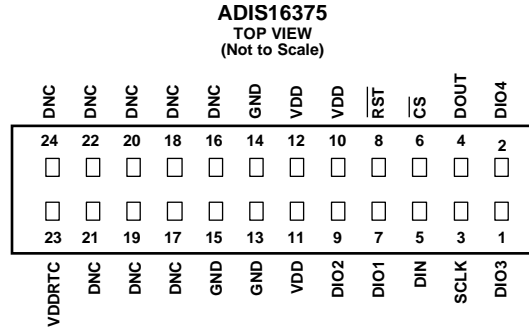 ADIS16375
TOP VIEW
(Not to Scale)
DNC DNC DNC DNC DNC GND VDD VDD RST CS DOUT DIO4
24 22 20 18 16 14 12 10 8 6 4 2
23 21 19 17 15 13 11 9 7 5 3 1
VDDRTC DNC DNC DNC GND GND VDD DIO2 DIO1 DIN SCLK DIO3